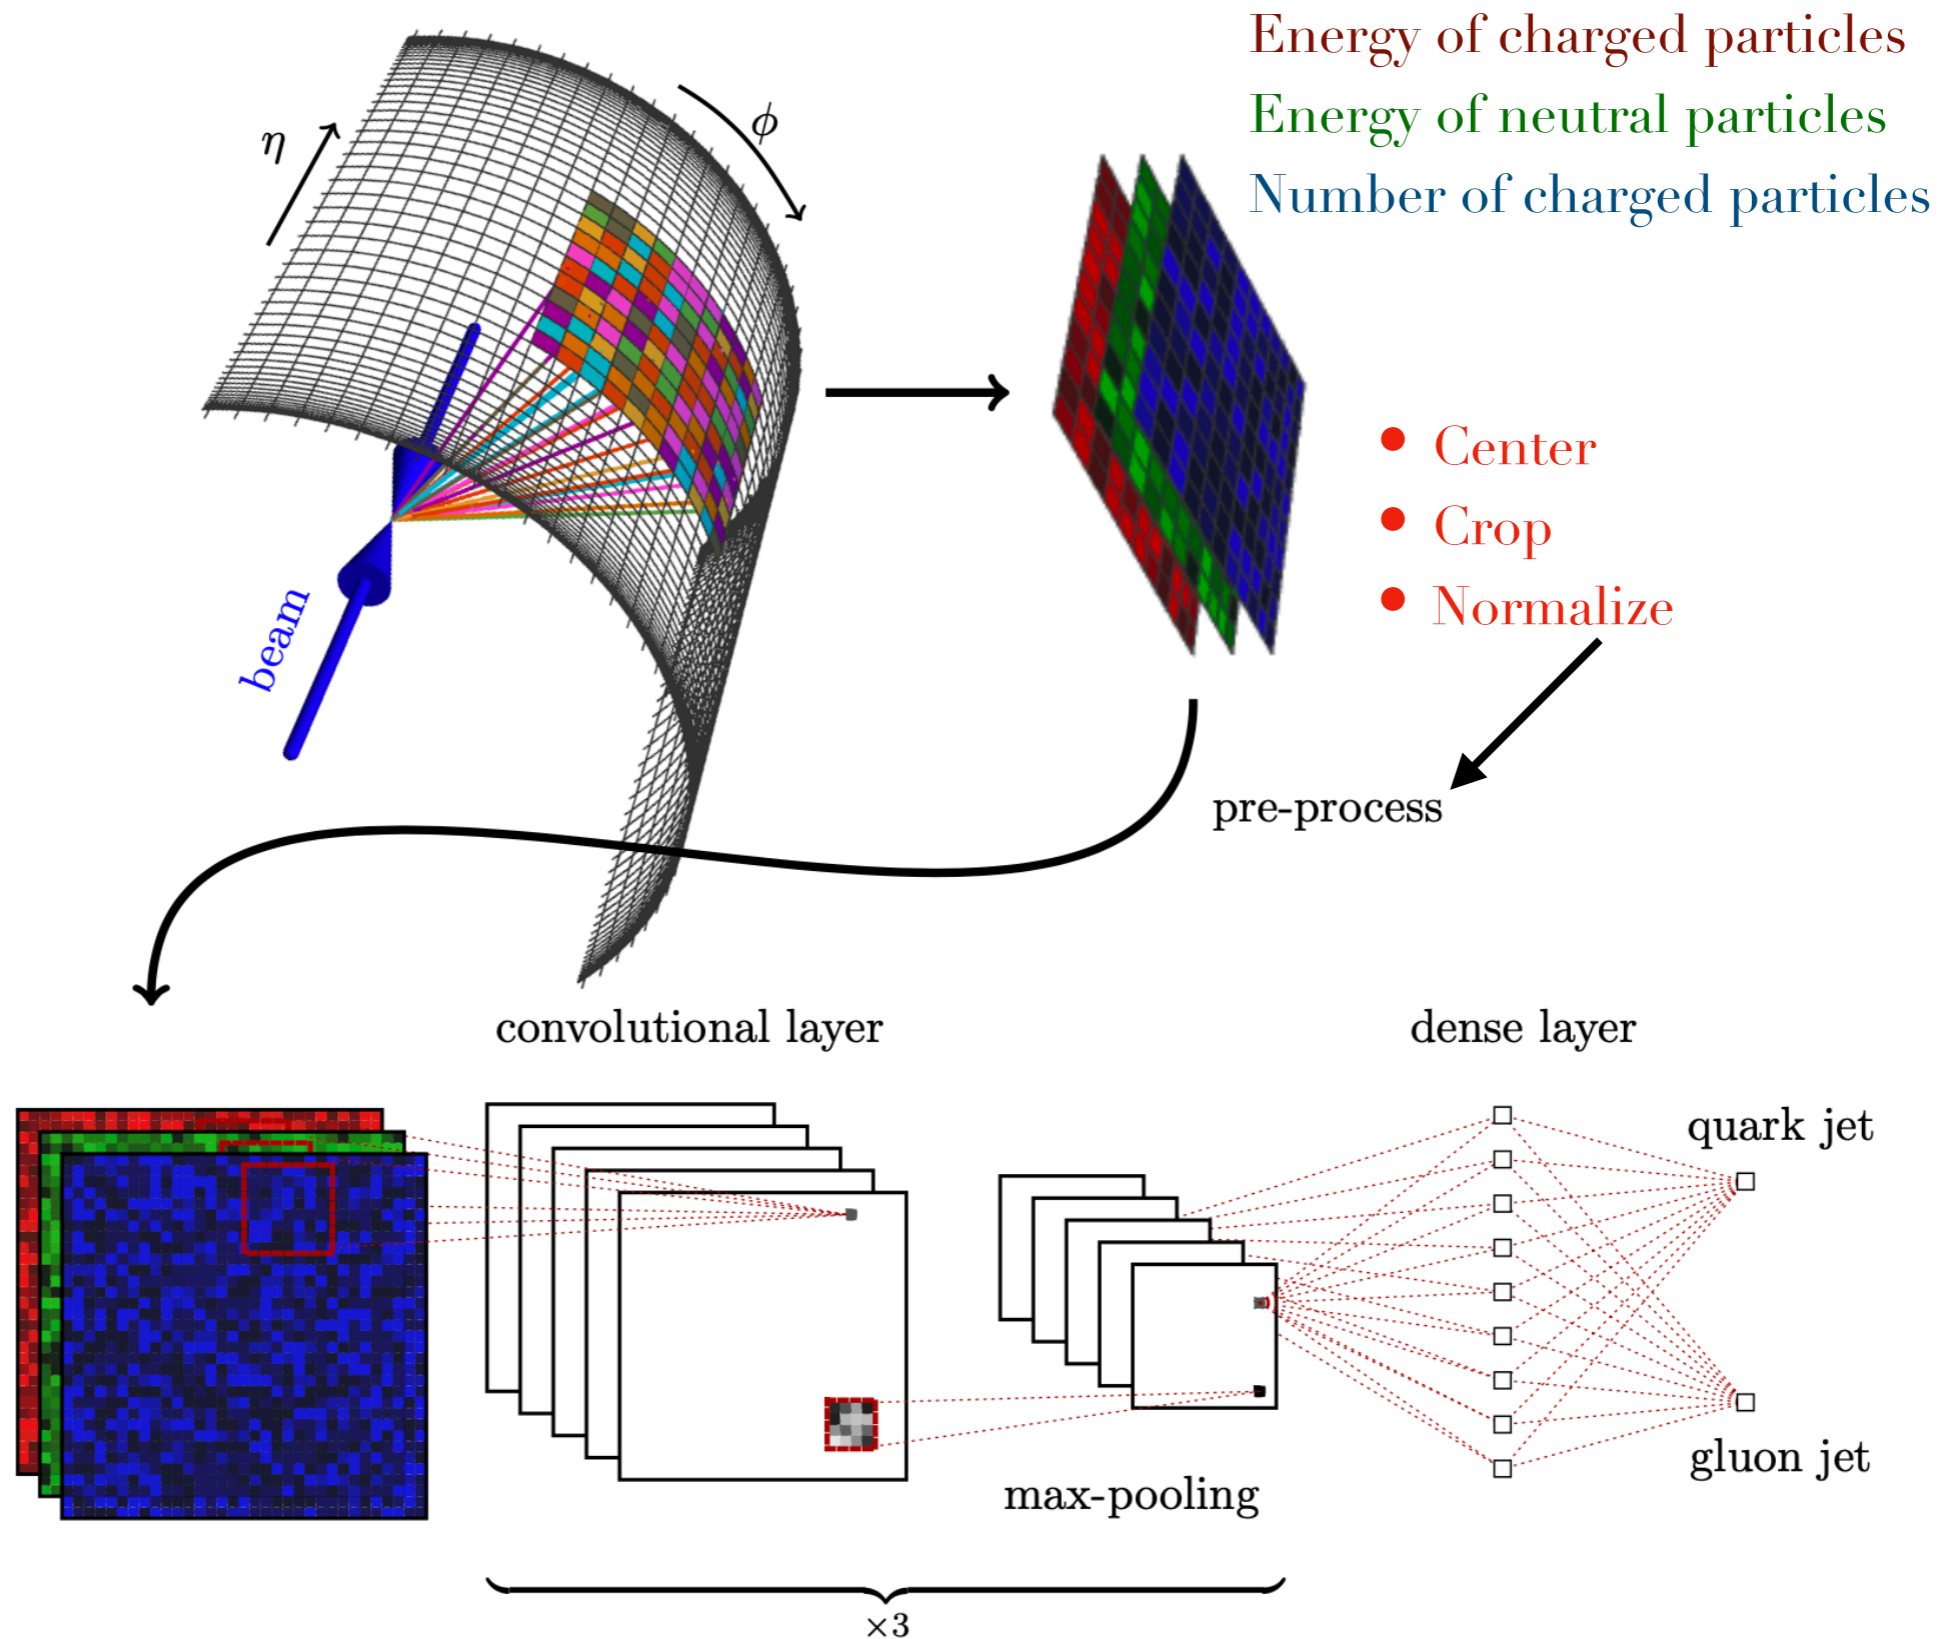 Energy of charged particles
Energy of neutral particles
Number of charged particles
η
ϕ
beam
• Center
• Crop
• Normalize
pre-process
convolutional layer
dense layer
quark jet
gluon jet
max-pooling
×3